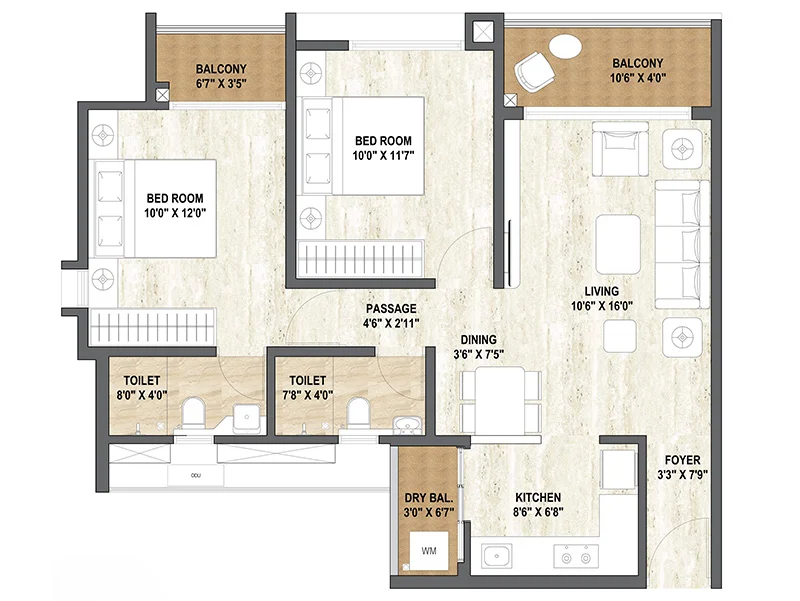 BALCONY
6'7" X 3'5"
BALCONY
10'6" X 4'0"
BED ROOM
10'0" X 11'7"
BED ROOM
10'0" X 12'0"
LIVING
10'6" X 16'0"
PASSAGE
4'6" X 2'11"
DINING
3'6" X 7'5"
TOILET
8'0" X 4'0"
TOILET
7'8" X 4'0"
FOYER
3'3" X 7'9"
ODU
DRY BAL.
3'0" X 6'7"
KITCHEN
8'6" X 6'8"
WM